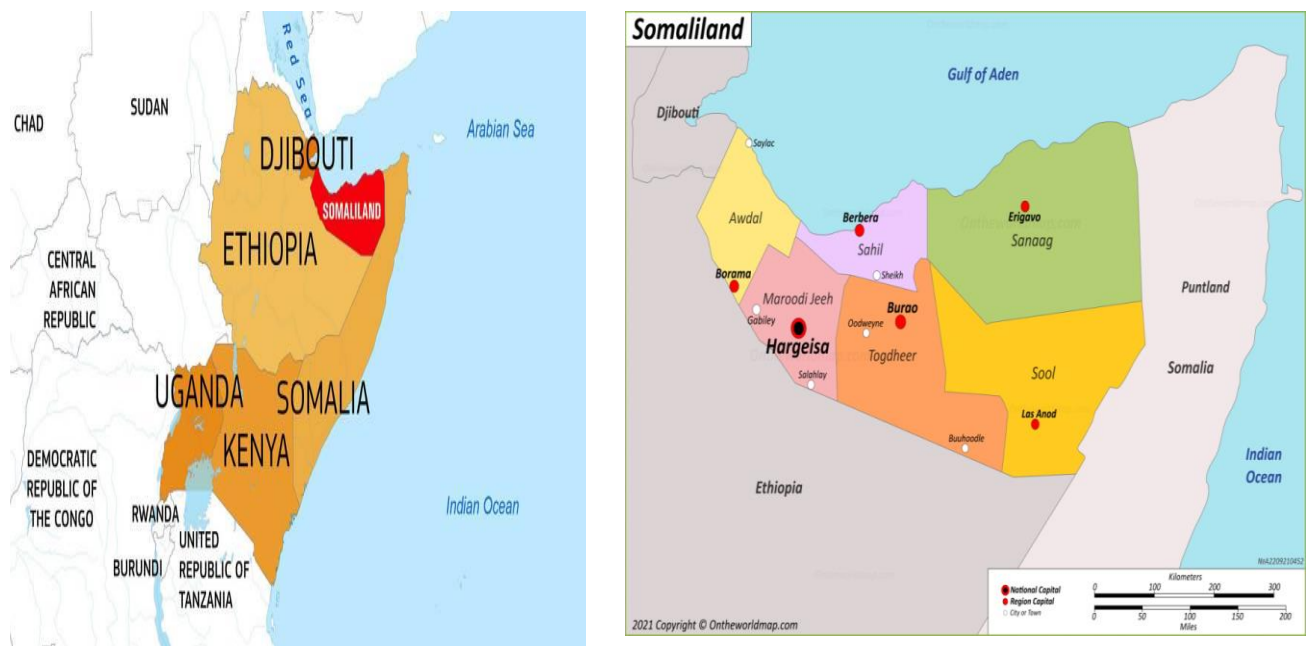 Red Sea
SUDAN
CHAD
Arabian Sea
DJIBOUTI
SOMALILAND
ETHIOPIA
CENTRAL
AFRICAN
REPUBLIC
UGANDA
SOMALIA
KENYA
DEMOCRATIC
REPUBLIC OF
THE CONGO
Indian Ocean
RWANDA
UNITED
REPUBLIC OF
TANZANIA
BURUNDI
Somaliland
Gulf of Aden
Djibouti
Saylac
Awdal
Berbera
Sahil
Erigavo
Sanaag
Sheikh
Borama
Maroodi Jeeh
Gabiley
Hargeisa
Burao
Oodweyne
Togdheer
Puntland
Somalia
Sool
Salahlay
Las Anod
Buuhoodle
Ethiopia
Indian
Ocean
National Capital
Region Capital
City or Town
Kilometers
0 100 200 300
0 50 100 150 200
Miles
2021 Copyright © Ontheworldmap.com